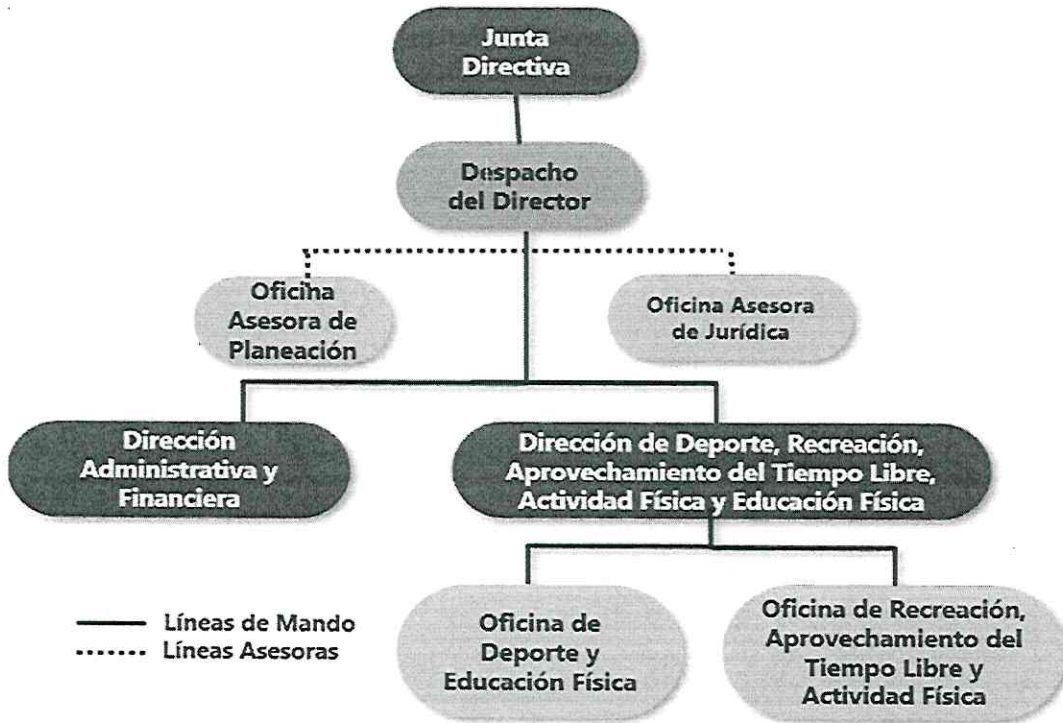 Junta
Directiva
Despacho
del Director
Oficina
Asesora de
Planeación
Oficina Asesora
de Jurídica
Dirección
Administrativa y
Financiera
Dirección de Deporte, Recreación,
Aprovechamiento del Tiempo Libre,
Actividad Física y Educación Física
Líneas de Mando
Líneas Asesoras
Oficina de
Deporte y
Educación Física
Oficina de Recreación,
Aprovechamiento del
Tiempo Libre y
Actividad Física